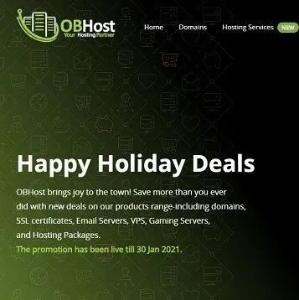 OBHost
Your Hosting Partner
Home Domains Hosting Services NEW
Happy Holiday Deals
OBHost brings joy to the town! Save more than you ever
did with new deals on our products range-including domains,
SSL certificates, Email Servers, VPS, Gaming Servers,
and Hosting Packages.
The promotion has been live till 30 Jan 2021.